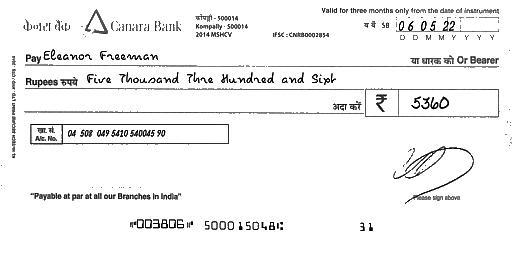 Valid for three months only from the date of instrument
केनरा बैंक Canara Bank
कोंपल्ली - 500014
Kompally - 500014
2014 MSHCV
IFSC : CNRB0002854
SB 06 05 22
D D M M Y Y Y Y
Pay Eleanor Freeman या धारक को Or Bearer
Rupees रुपये Five Thousand Thre Hundred and Sixt
अदा करें ₹ 5360
खा. सं. A/c. No. 04 508 049 5410 540045 90
"Payable at par at all our Branches in India"
Please sign above
⑈003806⑈ 500015048⑆ 31